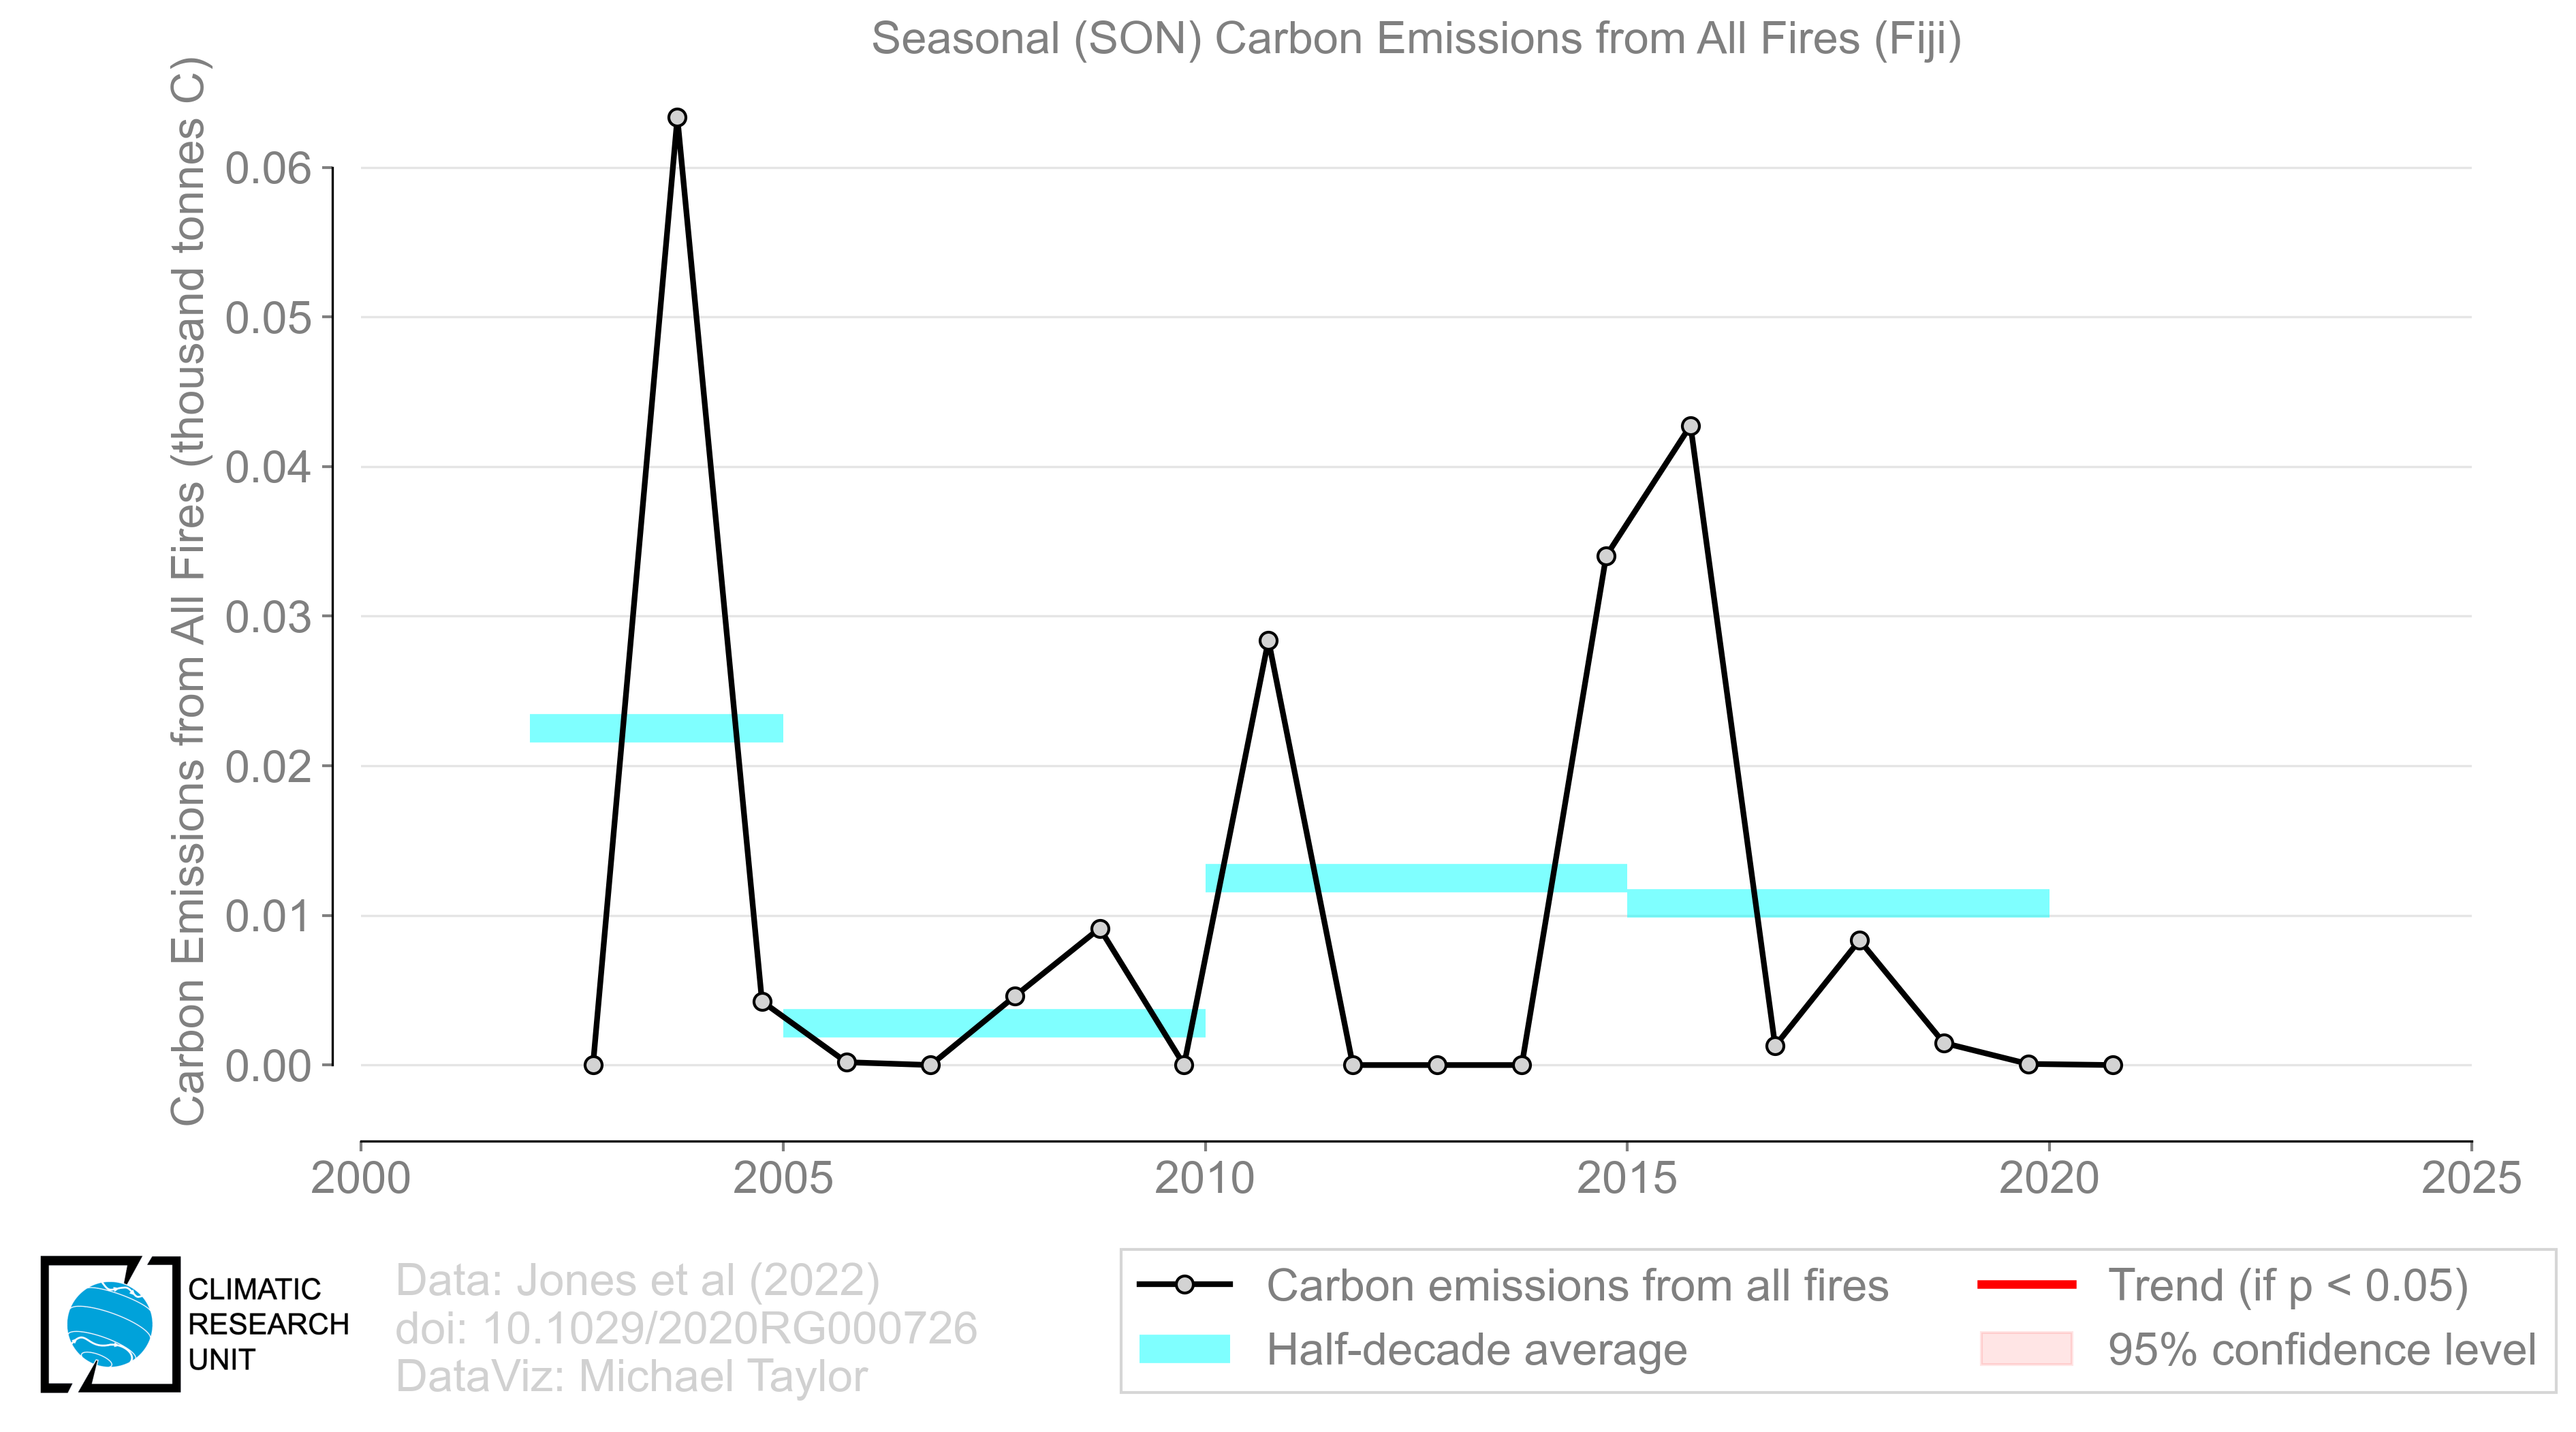 Seasonal (SON) Carbon Emissions from All Fires (Fiji)
Carbon Emissions from All Fires (thousand tonnes C)
0.06
0.05
0.04
0.03
0.02
0.01
0.00
2000 2005 2010 2015 2020 2025
CLIMATIC
RESEARCH
UNIT
Data: Jones et al (2022)
doi: 10.1029/2020RG000726
DataViz: Michael Taylor
Carbon emissions from all fires
Half-decade average
Trend (if p < 0.05)
95% confidence level